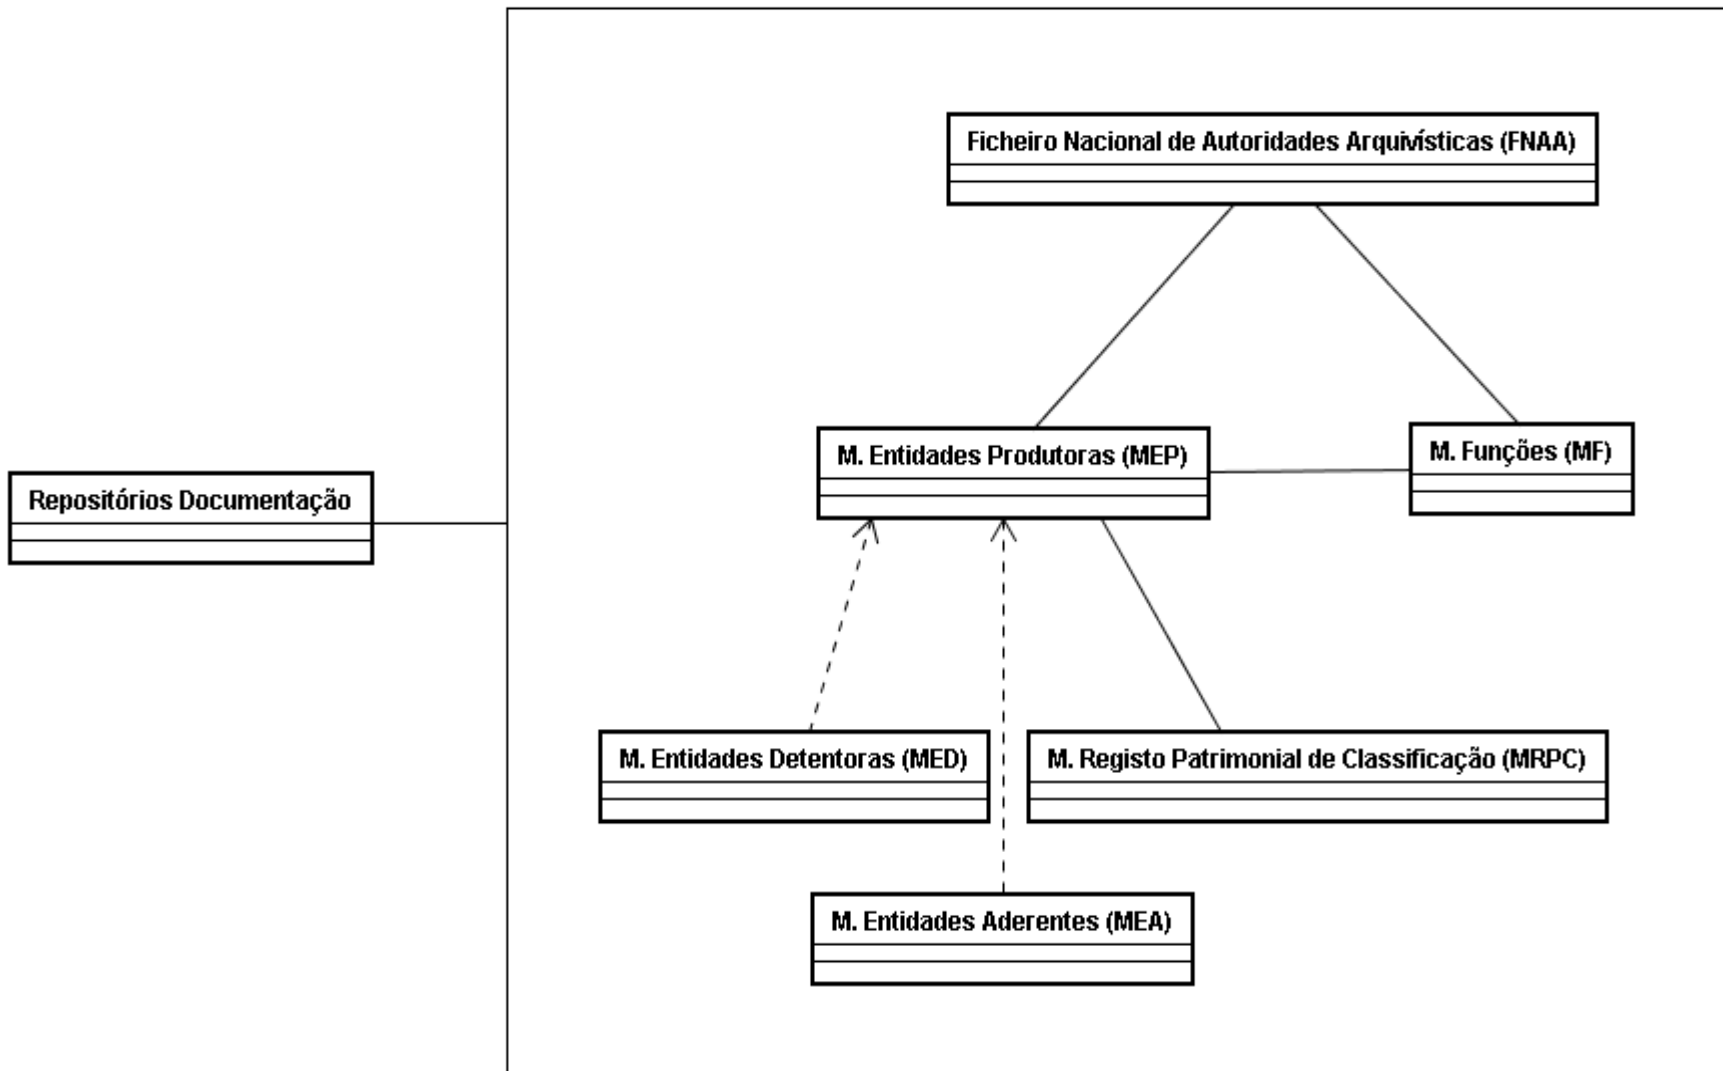 Ficheiro Nacional de Autoridades Arquivísticas (FNAA)
M. Entidades Produtoras (MEP)
M. Funções (MF)
Repositórios Documentação
M. Entidades Detentoras (MED)
M. Registo Patrimonial de Classificação (MRPC)
M. Entidades Aderentes (MEA)